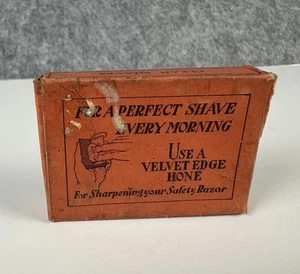 FOR A PERFECT SHAVE
EVERY MORNING
USE A
VELVET EDGE
HONE
For Sharpening your Safety Razor